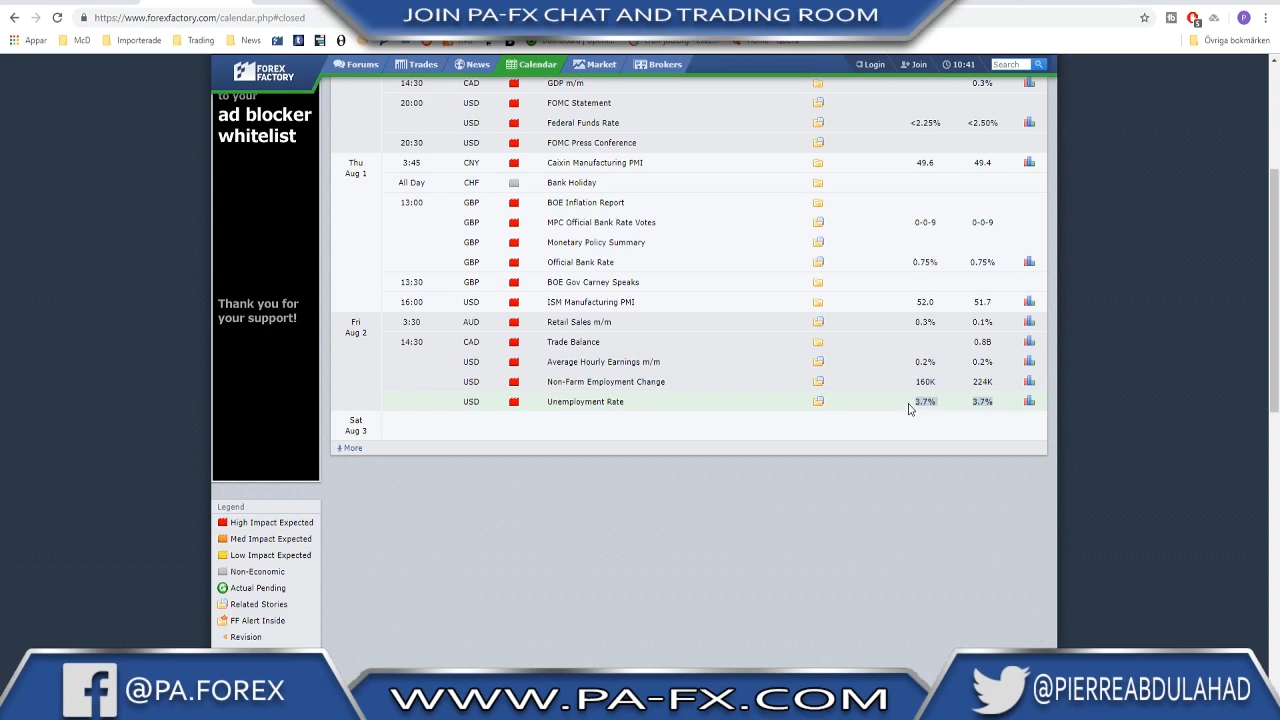 JOIN PA-FX CHAT AND TRADING ROOM
https://www.forexfactory.com/calendar.php#closed
Appar McD Importerade Trading News Övriga bokmärken
FOREX FACTORY Forums Trades News Calendar Market Brokers Login Join 10:41 Search
to your
ad blocker
whitelist
Thank you for
your support!
14:30 CAD GDP m/m 0.3%
20:00 USD FOMC Statement
USD Federal Funds Rate <2.25% <2.50%
20:30 USD FOMC Press Conference
Thu Aug 1 3:45 CNY Caixin Manufacturing PMI 49.6 49.4
All Day CHF Bank Holiday
13:00 GBP BOE Inflation Report
GBP MPC Official Bank Rate Votes 0-0-9 0-0-9
GBP Monetary Policy Summary
GBP Official Bank Rate 0.75% 0.75%
13:30 GBP BOE Gov Carney Speaks
16:00 USD ISM Manufacturing PMI 52.0 51.7
Fri Aug 2 3:30 AUD Retail Sales m/m 0.3% 0.1%
14:30 CAD Trade Balance 0.8B
USD Average Hourly Earnings m/m 0.2% 0.2%
USD Non-Farm Employment Change 160K 224K
USD Unemployment Rate 3.7% 3.7%
Sat Aug 3
More
Legend
High Impact Expected
Med Impact Expected
Low Impact Expected
Non-Economic
Actual Pending
Related Stories
FF Alert Inside
Revision
@PA.FOREX
WWW.PA-FX.COM
@PIERREABDULAHAD